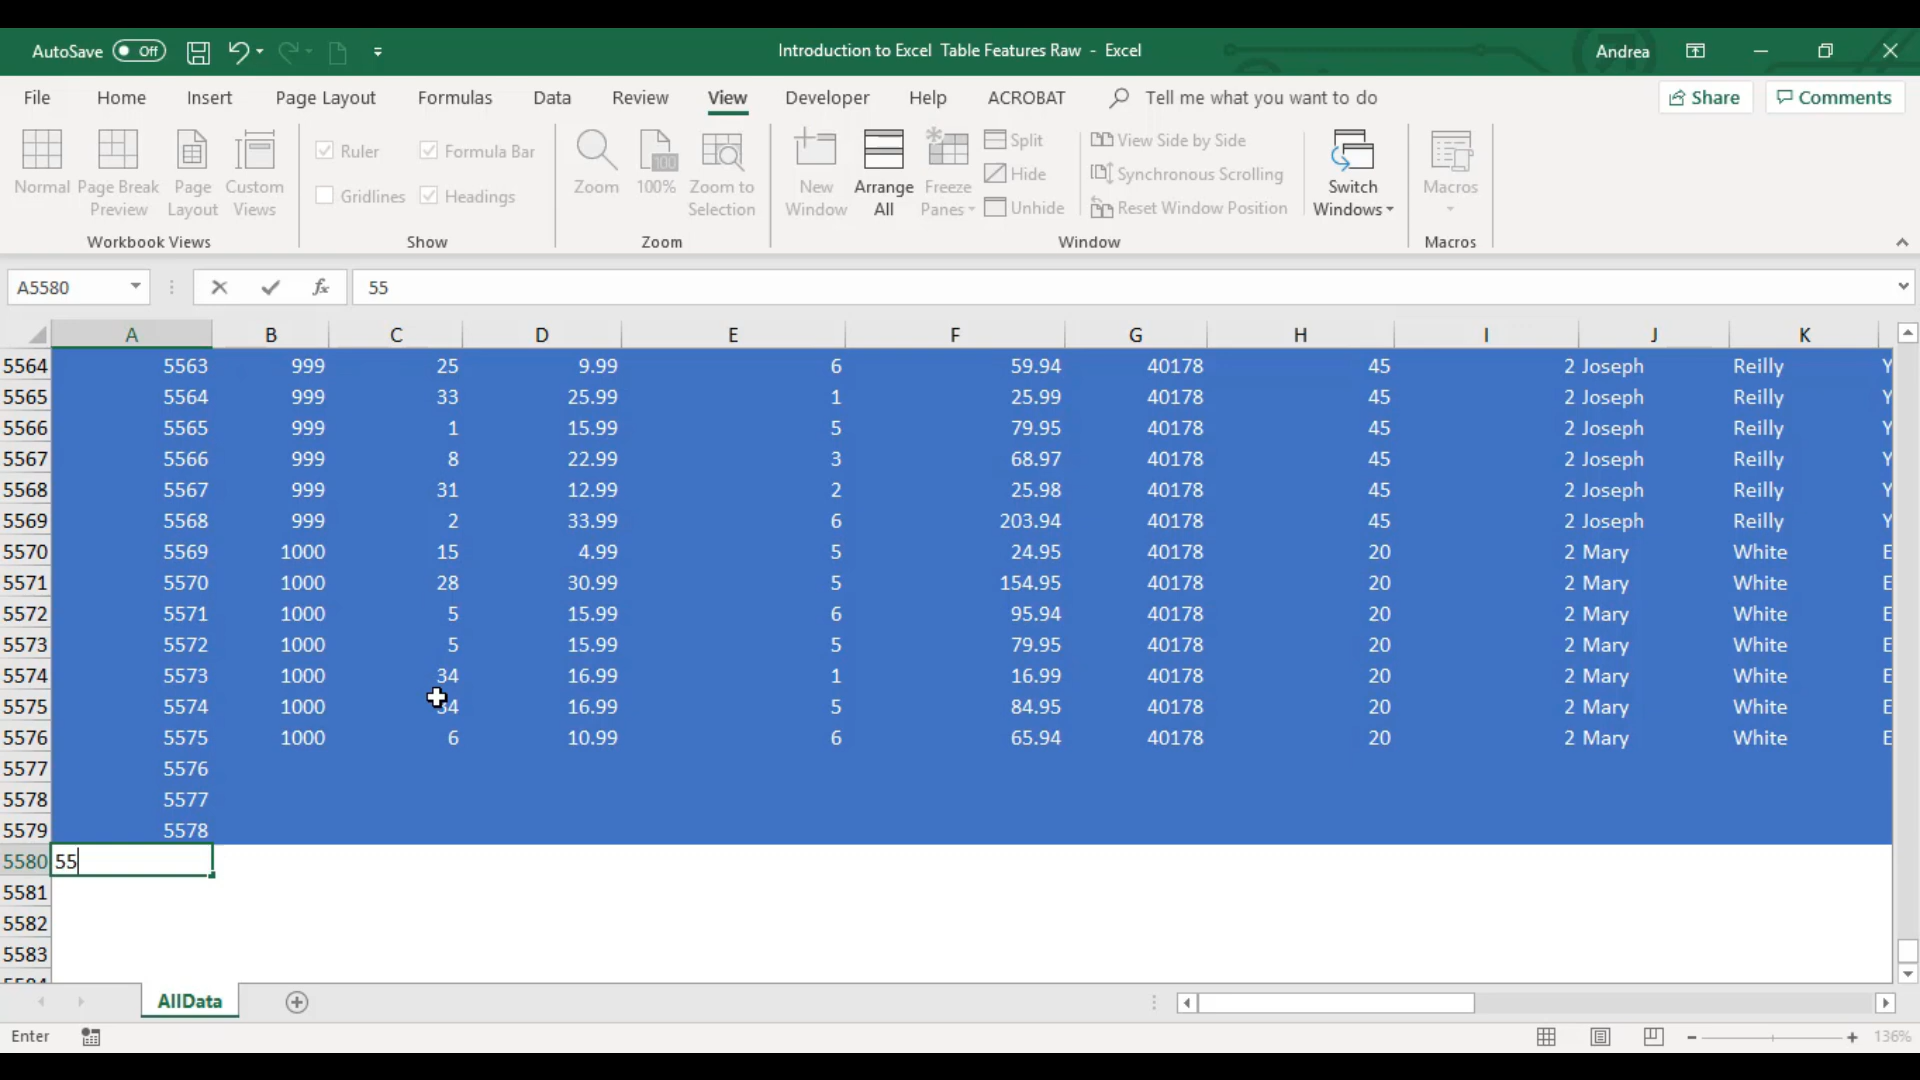 AutoSave Off Introduction to Excel Table Features Raw - Excel Andrea
File Home Insert Page Layout Formulas Data Review View Developer Help ACROBAT Tell me what you want to do Share Comments
Normal Page Break Preview Page Layout Custom Views
Workbook Views
Ruler Formula Bar
Gridlines Headings
Show
Zoom 100% Zoom to Selection
100
Zoom
New Window Arrange All Freeze Panes
Split
Hide
Unhide
View Side by Side
Synchronous Scrolling
Reset Window Position
Switch Windows
Window
Macros
Macros
A5580 fx 55
A B C D E F G H I J K
5564 5563 999 25 9.99 6 59.94 40178 45 2 Joseph Reilly Y
5565 5564 999 33 25.99 1 25.99 40178 45 2 Joseph Reilly Y
5566 5565 999 1 15.99 5 79.95 40178 45 2 Joseph Reilly Y
5567 5566 999 8 22.99 3 68.97 40178 45 2 Joseph Reilly Y
5568 5567 999 31 12.99 2 25.98 40178 45 2 Joseph Reilly Y
5569 5568 999 2 33.99 6 203.94 40178 45 2 Joseph Reilly Y
5570 5569 1000 15 4.99 5 24.95 40178 20 2 Mary White E
5571 5570 1000 28 30.99 5 154.95 40178 20 2 Mary White E
5572 5571 1000 5 15.99 6 95.94 40178 20 2 Mary White E
5573 5572 1000 5 15.99 5 79.95 40178 20 2 Mary White E
5574 5573 1000 34 16.99 1 16.99 40178 20 2 Mary White E
5575 5574 1000 34 16.99 5 84.95 40178 20 2 Mary White E
5576 5575 1000 6 10.99 6 65.94 40178 20 2 Mary White E
5577 5576
5578 5577
5579 5578
5580 55
5581
5582
5583
AllData
Enter 136%